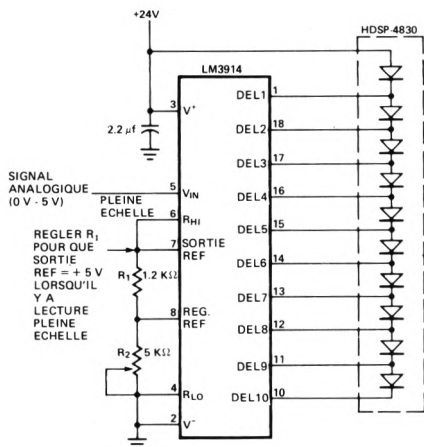 +24V
HDSP-4830
LM3914
3
V+
2.2 µf
DEL1
1
DEL2
18
DEL3
17
DEL4
16
DEL5
15
DEL6
14
DEL7
13
DEL8
12
DEL9
11
DEL10
10
SIGNAL
ANALOGIQUE
(0 V - 5 V)
5
VIN
PLEINE
ECHELLE
6
RHI
REGLER R1
POUR QUE
SORTIE
REF = + 5 V
LORSQU'IL
Y A
LECTURE
PLEINE
ECHELLE
7
SORTIE
REF
R1
1.2 KΩ
8
REG.
REF
R2
5 KΩ
4
RLO
2
V-